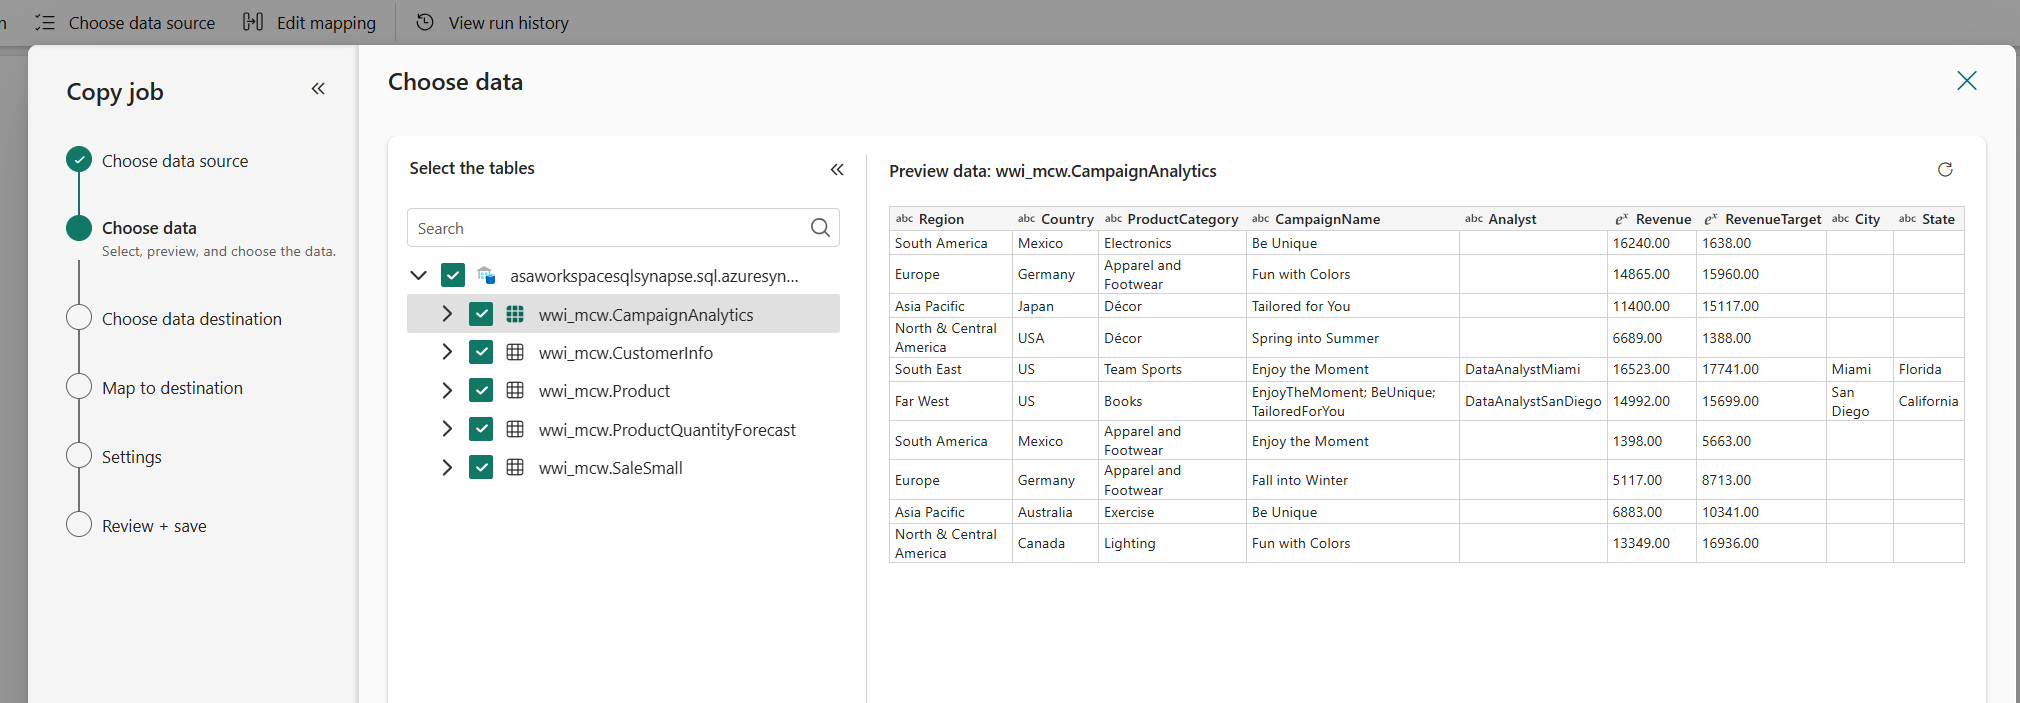 n Choose data source Edit mapping View run history
Copy job
Choose data source
Choose data
Select, preview, and choose the data.
Choose data destination
Map to destination
Settings
Review + save
Choose data
Select the tables
Search
asaworkspacesqlsynapse.sql.azuresyn...
wwi_mcw.CampaignAnalytics
wwi_mcw.CustomerInfo
wwi_mcw.Product
wwi_mcw.ProductQuantityForecast
wwi_mcw.SaleSmall
Preview data: wwi_mcw.CampaignAnalytics
abc Region abc Country abc ProductCategory abc CampaignName abc Analyst eˣ Revenue eˣ RevenueTarget abc City abc State
South America Mexico Electronics Be Unique 16240.00 1638.00
Europe Germany Apparel and Footwear Fun with Colors 14865.00 15960.00
Asia Pacific Japan Décor Tailored for You 11400.00 15117.00
North & Central America USA Décor Spring into Summer 6689.00 1388.00
South East US Team Sports Enjoy the Moment DataAnalystMiami 16523.00 17741.00 Miami Florida
Far West US Books EnjoyTheMoment; BeUnique; TailoredForYou DataAnalystSanDiego 14992.00 15699.00 San Diego California
South America Mexico Apparel and Footwear Enjoy the Moment 1398.00 5663.00
Europe Germany Apparel and Footwear Fall into Winter 5117.00 8713.00
Asia Pacific Australia Exercise Be Unique 6883.00 10341.00
North & Central America Canada Lighting Fun with Colors 13349.00 16936.00